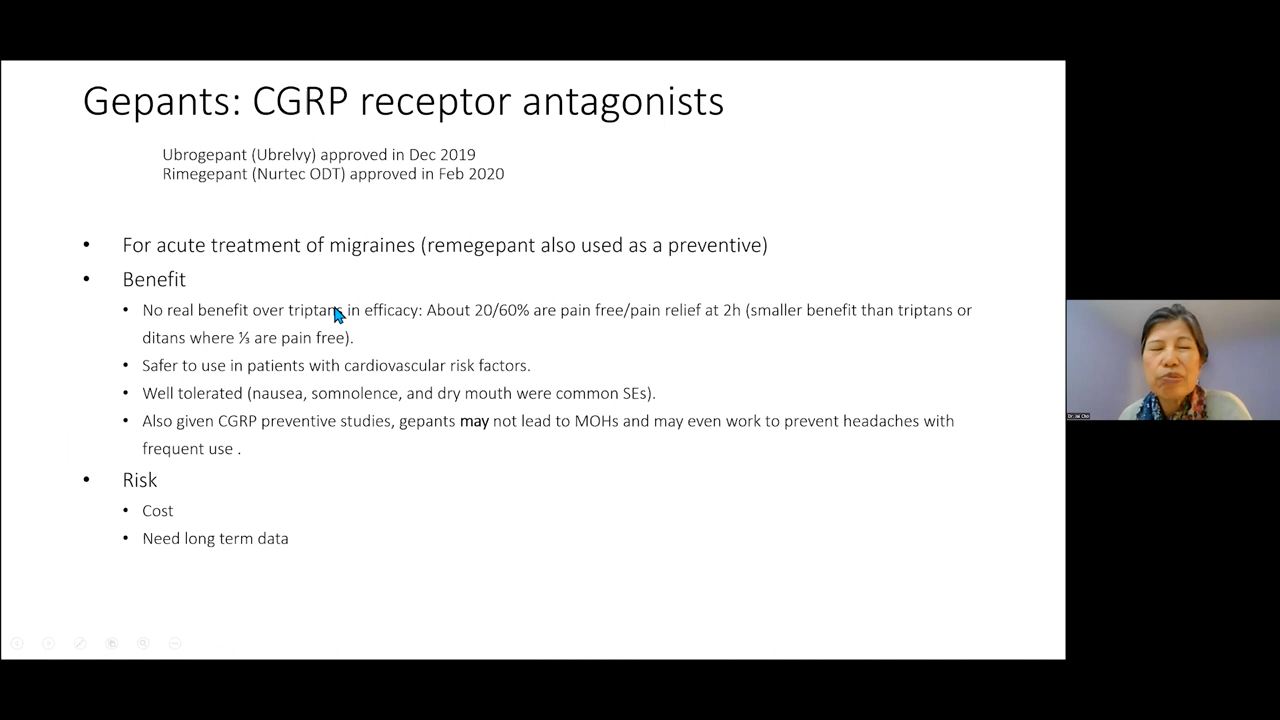 Gepants: CGRP receptor antagonists
Ubrogepant (Ubrelvy) approved in Dec 2019
Rimegepant (Nurtec ODT) approved in Feb 2020
• For acute treatment of migraines (remegepant also used as a preventive)
• Benefit
• No real benefit over triptans in efficacy: About 20/60% are pain free/pain relief at 2h (smaller benefit than triptans or
ditans where ⅓ are pain free).
• Safer to use in patients with cardiovascular risk factors.
• Well tolerated (nausea, somnolence, and dry mouth were common SEs).
• Also given CGRP preventive studies, gepants may not lead to MOHs and may even work to prevent headaches with
frequent use .
• Risk
• Cost
• Need long term data